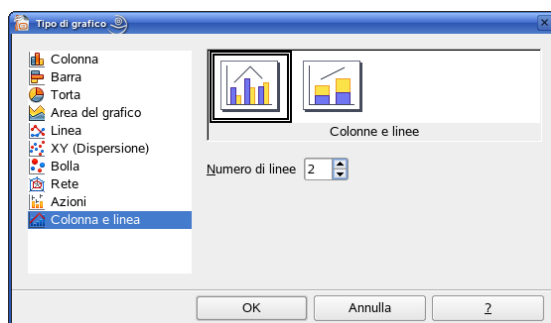 Tipo di grafico
Colonna
Barra
Torta
Area del grafico
Linea
XY (Dispersione)
Bolla
Rete
Azioni
Colonna e linea
Colonne e linee
Numero di linee 2
OK Annulla ?